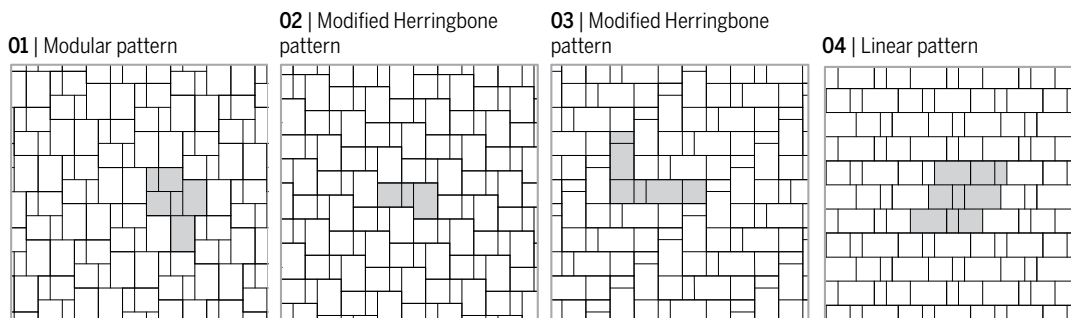 01 | Modular pattern
02 | Modified Herringbone
pattern
03 | Modified Herringbone
pattern
04 | Linear pattern